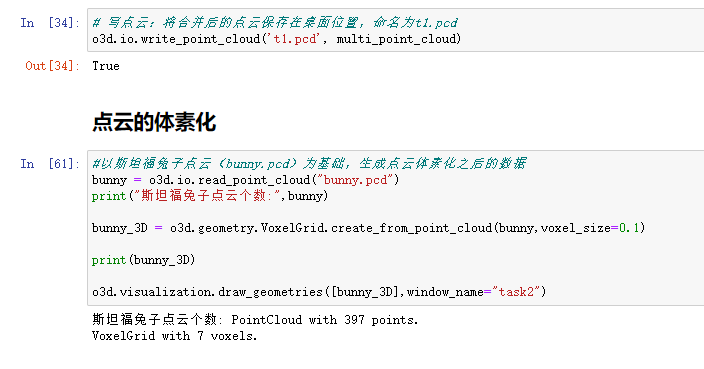 In [34]: # 写点云：将合并后的点云保存在桌面位置，命名为t1.pcd
o3d.io.write_point_cloud('t1.pcd', multi_point_cloud)
Out[34]: True
点云的体素化
In [61]: #以斯坦福兔子点云（bunny.pcd）为基础，生成点云体素化之后的数据
bunny = o3d.io.read_point_cloud("bunny.pcd")
print("斯坦福兔子点云个数:",bunny)
bunny_3D = o3d.geometry.VoxelGrid.create_from_point_cloud(bunny,voxel_size=0.1)
print(bunny_3D)
o3d.visualization.draw_geometries([bunny_3D],window_name="task2")
斯坦福兔子点云个数: PointCloud with 397 points.
VoxelGrid with 7 voxels.